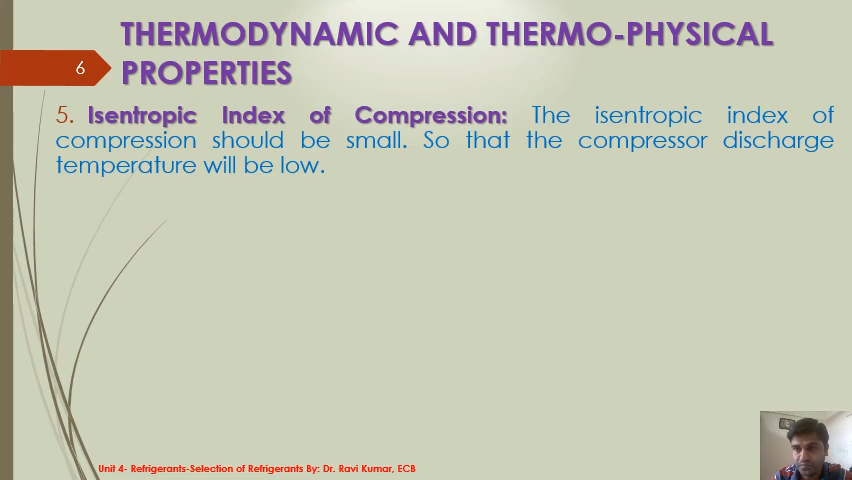 THERMODYNAMIC AND THERMO-PHYSICAL
PROPERTIES
6
5. Isentropic Index of Compression: The isentropic index of
compression should be small. So that the compressor discharge
temperature will be low.
Unit 4- Refrigerants-Selection of Refrigerants By: Dr. Ravi Kumar, ECB